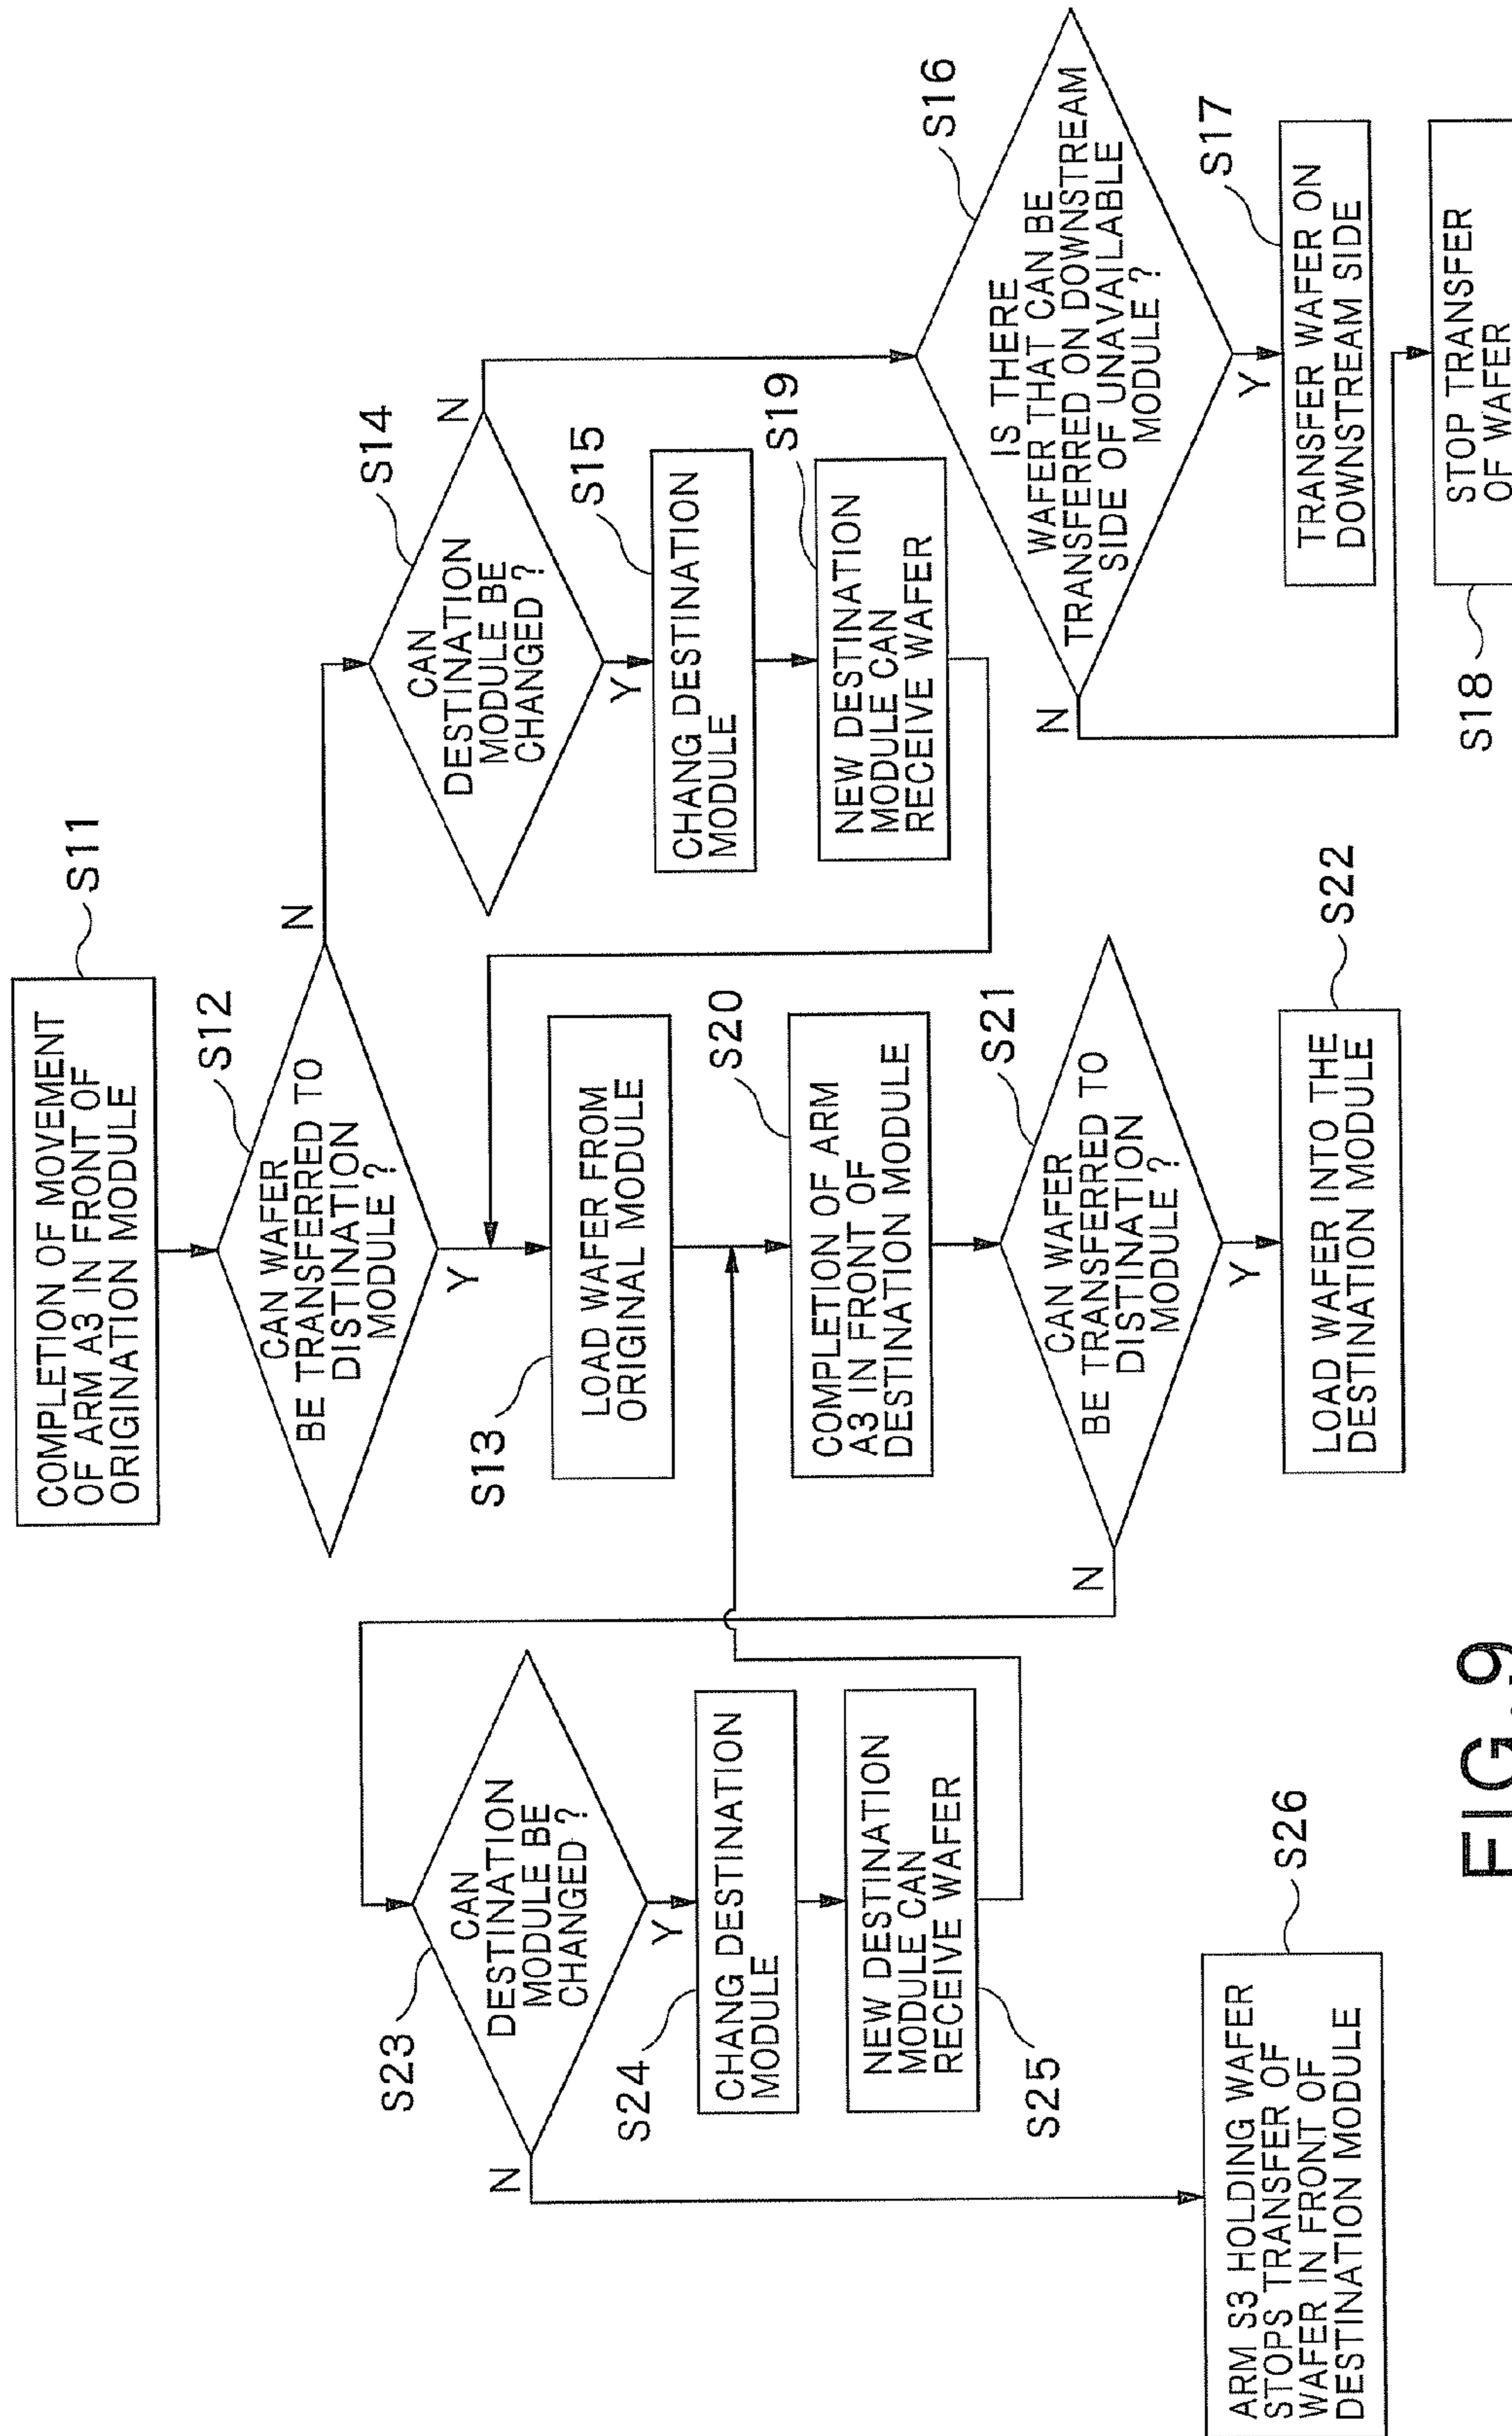 COMPLETION OF MOVEMENT
OF ARM A3 IN FRONT OF
ORIGINATION MODULE
S11
CAN WAFER
BE TRANSFERRED TO
DISTINATION
MODULE ?
S12
N
Y
CAN
DESTINATION
MODULE BE
CHANGED ?
S14
N
Y
CHANG DESTINATION
MODULE
S15
NEW DESTINATION
MODULE CAN
RECEIVE WAFER
S19
IS THERE
WAFER THAT CAN BE
TRANSFERRED ON DOWNSTREAM
SIDE OF UNAVAILABLE
MODULE ?
S16
N
Y
TRANSFER WAFER ON
DOWNSTREAM SIDE
S17
STOP TRANSFER
OF WAFER
S18
LOAD WAFER FROM
ORIGINAL MODULE
S13
COMPLETION OF ARM
A3 IN FRONT OF
DESTINATION MODULE
S20
CAN WAFER
BE TRANSFERRED TO
DISTINATION
MODULE ?
S21
N
Y
LOAD WAFER INTO THE
DESTINATION MODULE
S22
CAN
DESTINATION
MODULE BE
CHANGED ?
S23
N
Y
CHANG DESTINATION
MODULE
S24
NEW DESTINATION
MODULE CAN
RECEIVE WAFER
S25
ARM S3 HOLDING WAFER
STOPS TRANSFER OF
WAFER IN FRONT OF
DESTINATION MODULE
S26
FIG.9